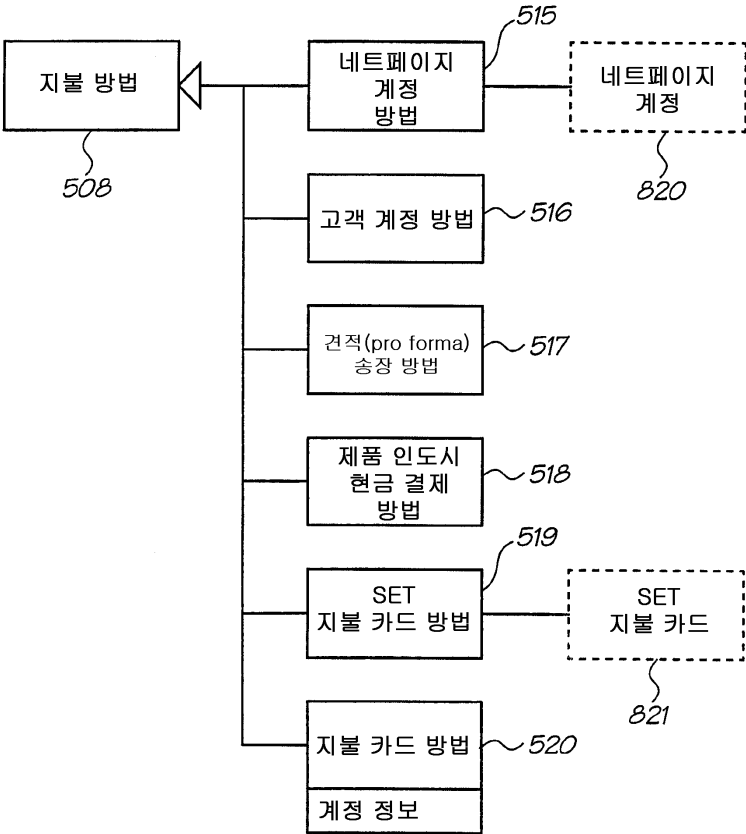 515
지불 방법
네트페이지
계정
방법
네트페이지
계정
508
820
고객 계정 방법
516
견적(pro forma)
송장 방법
517
제품 인도시
현금 결제
방법
518
519
SET
지불 카드 방법
SET
지불 카드
821
지불 카드 방법
520
계정 정보